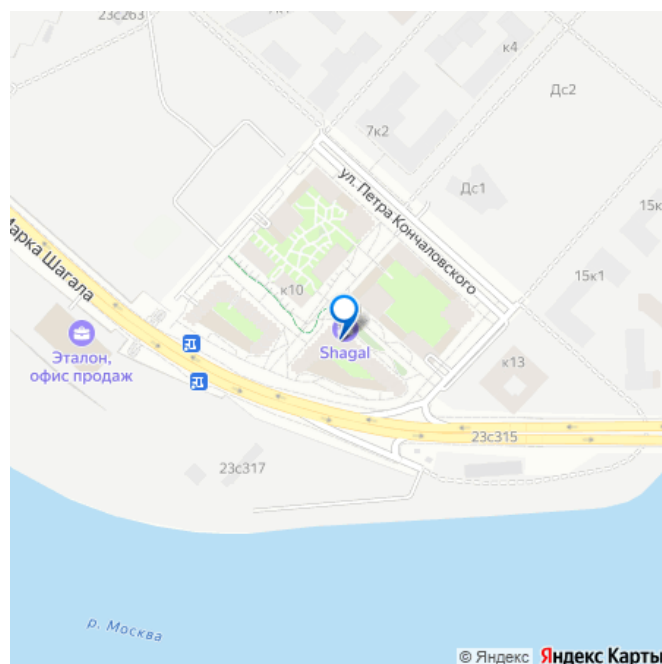 23с263
к4
Дс2
7к2
ул. Петра Кончаловского
Дс1
15к
Марка Шагала
к10
15к1
Shagal
Эталон,
офис продаж
к13
23с315
23с317
р. Москва
© Яндекс Яндекс Карты